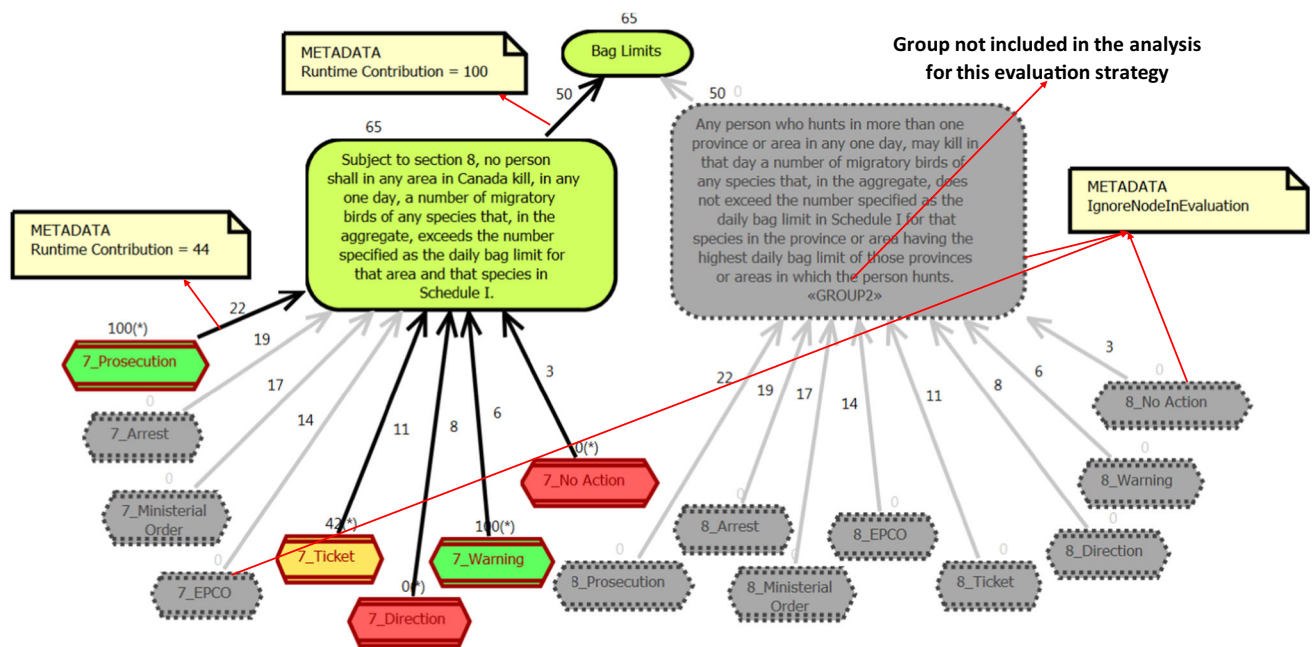 65
METADATA
Runtime Contribution = 100
Bag Limits
Group not included in the analysis
for this evaluation strategy
50
50 0
65
Subject to section 8, no person
shall in any area in Canada kill, in any
one day, a number of migratory
birds of any species that, in the
aggregate, exceeds the number
specified as the daily bag limit for
that area and that species in
Schedule I.
Any person who hunts in more than one
province or area in any one day, may kill in
that day a number of migratory birds of
any species that, in the aggregate, does
not exceed the number specified as the
daily bag limit in Schedule I for that
species in the province or area having the
highest daily bag limit of those provinces
or areas in which the person hunts.
«GROUP2»
METADATA
IgnoreNodeInEvaluation
METADATA
Runtime Contribution = 44
22
100(*)
7_Prosecution
19
17
14
11
8
6
3
22
19
17
14
11
8
6
3
0
7_Arrest
0
7_Ministerial
Order
0
7_EPCO
42(*)
7_Ticket
0(*)
7_Direction
100(*)
7_Warning
0(*)
7_No Action
0
8_Prosecution
0
8_Arrest
0
8_Ministerial
Order
0
8_EPCO
0
8_Ticket
0
8_Direction
0
8_Warning
0
8_No Action